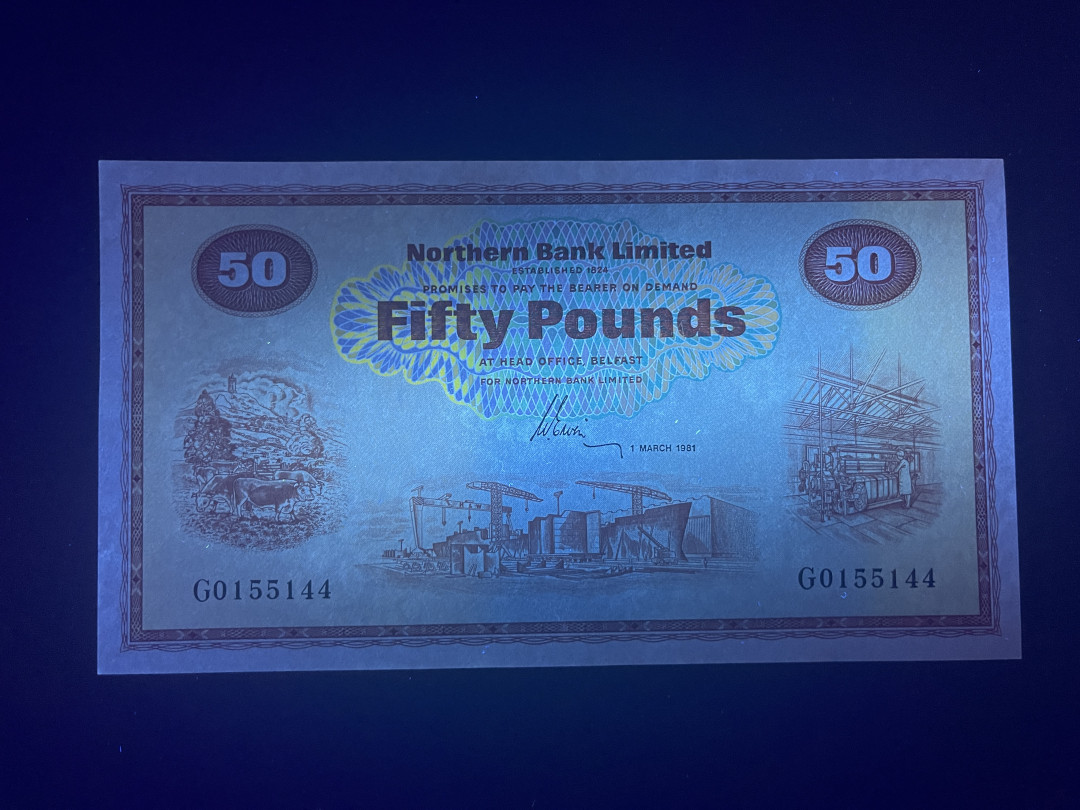 50
50
Northern Bank Limited
ESTABLISHED 1824
PROMISES TO PAY THE BEARER ON DEMAND
Fifty Pounds
AT HEAD OFFICE, BELFAST
FOR NORTHERN BANK LIMITED
1 MARCH 1981
G0155144
G0155144